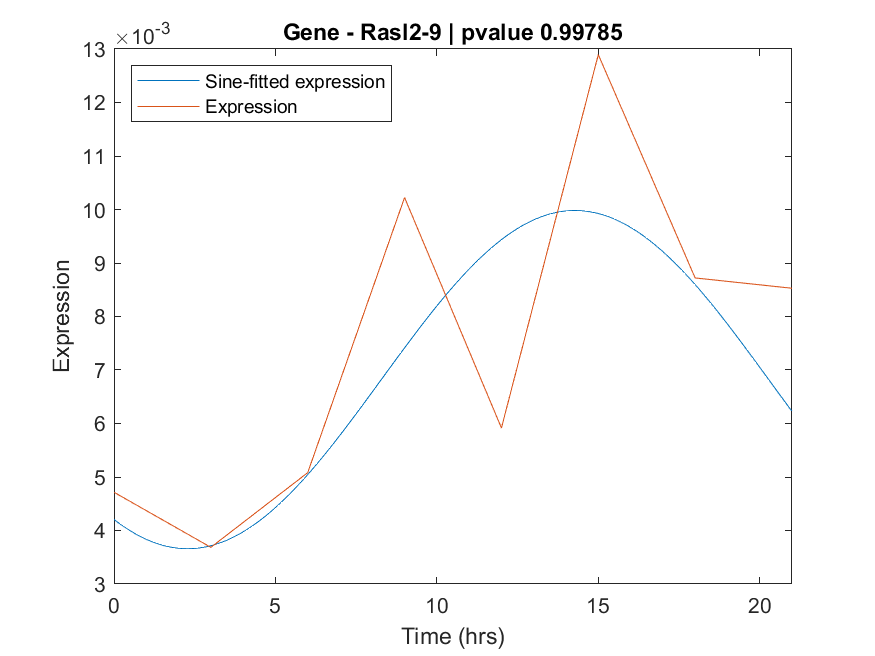 ×10-3
Gene - Rasl2-9 | pvalue 0.99785
Sine-fitted expression
Expression
13
12
11
10
9
8
7
6
5
4
3
Expression
0 5 10 15 20
Time (hrs)